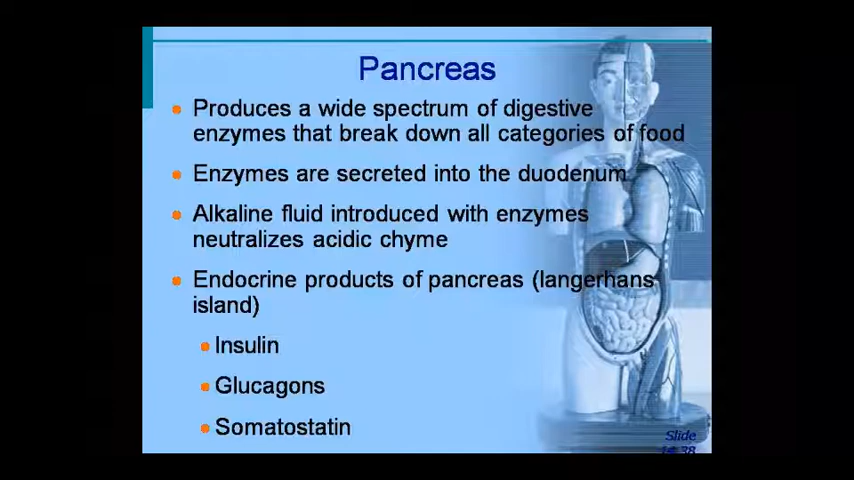 Pancreas
Produces a wide spectrum of digestive
enzymes that break down all categories of food
Enzymes are secreted into the duodenum
Alkaline fluid introduced with enzymes
neutralizes acidic chyme
Endocrine products of pancreas (langerhans
island)
Insulin
Glucagons
Somatostatin
Slide
14.38